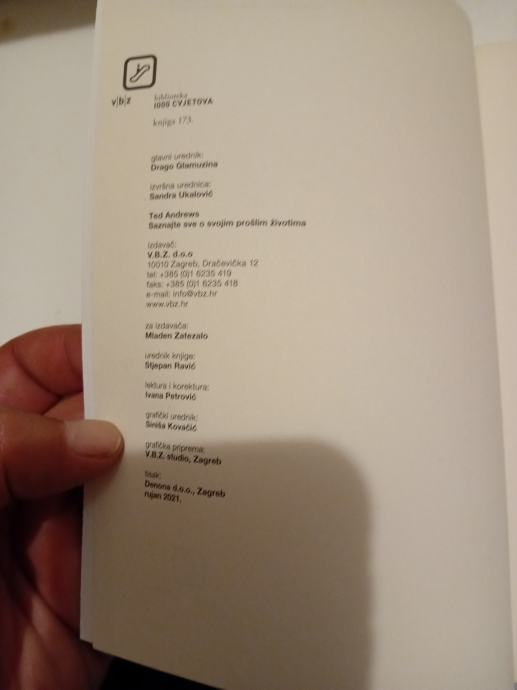 v|b|z
biblioteka
1000 CVJETOVA
knjiga 173.
glavni urednik:
Drago Glamuzina
izvršna urednica:
Sandra Ukalović
Ted Andrews
Saznajte sve o svojim prošlim životima
izdavač:
V.B.Z. d.o.o
10010 Zagreb, Dračevička 12
tel: +385 (0)1 6235 419
faks: +385 (0)1 6235 418
e-mail: info@vbz.hr
www.vbz.hr
za izdavača:
Mladen Zatezalo
urednik knjige:
Stjepan Ravić
lektura i korektura:
Ivana Petrović
grafički urednik:
Siniša Kovačić
grafička priprema:
V.B.Z. studio, Zagreb
tisak:
Denona d.o.o., Zagreb
rujan 2021.